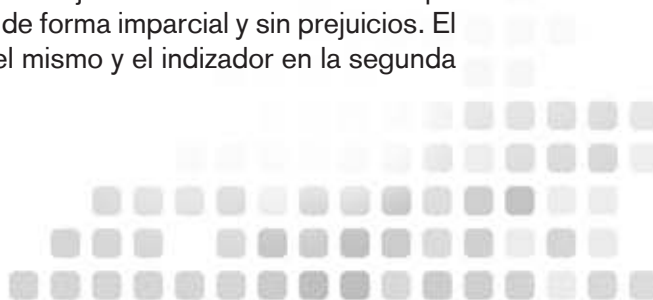 de forma imparcial y sin prejuicios. El
el mismo y el indizador en la segunda